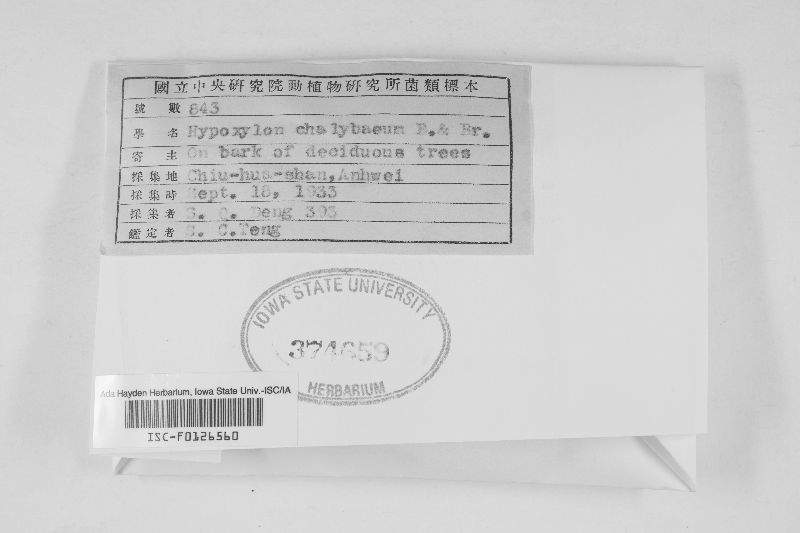 國立中央研究院動植物研究所菌類標本
號數 843
學名 Hypoxylon chalybaeum B.& Br.
寄主 On bark of deciduous trees
採集地 Chiu-hua-shan,Anhwei
採集時 Sept. 18, 1933
採集者 S. Q. Deng 303
鑑定者 S. C.Teng
IOWA STATE UNIVERSITY
374659
HERBARIUM
Ada Hayden Herbarium, Iowa State Univ.-ISC/IA
ISC-F0126560